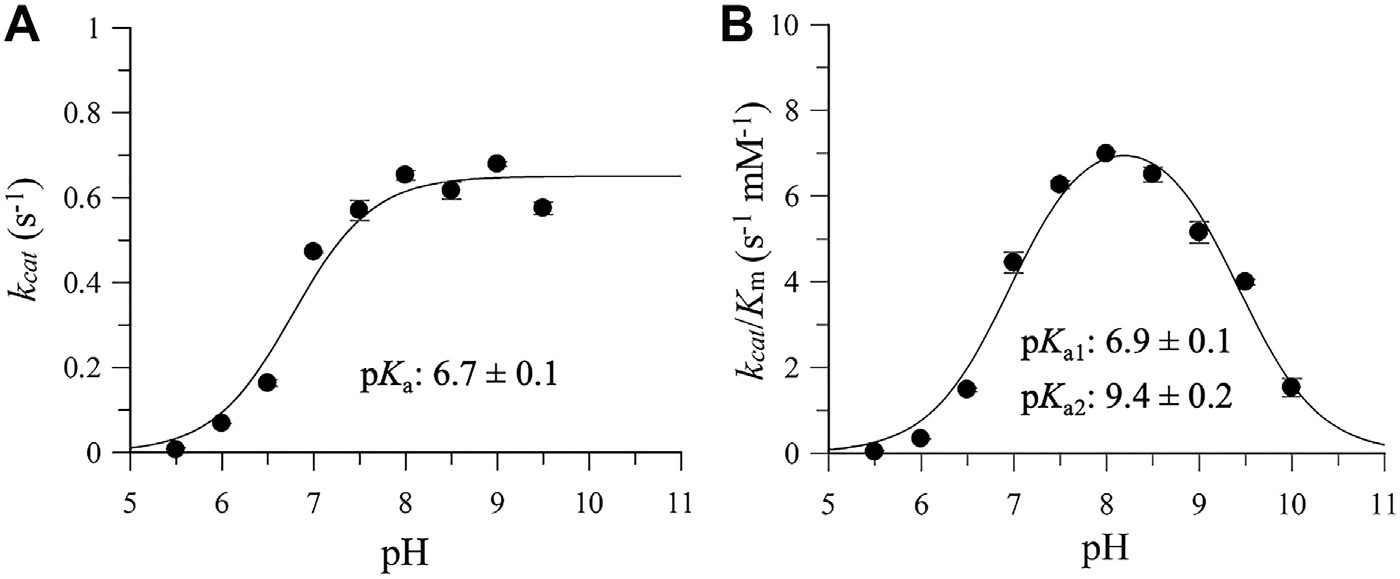 A
1
0.8
0.6
0.4
0.2
0
kcat (s-1)
pKa: 6.7 ± 0.1
5 6 7 8 9 10 11
pH
B
10
8
6
4
2
0
kcat/Km (s-1 mM-1)
pKa1: 6.9 ± 0.1
pKa2: 9.4 ± 0.2
5 6 7 8 9 10 11
pH